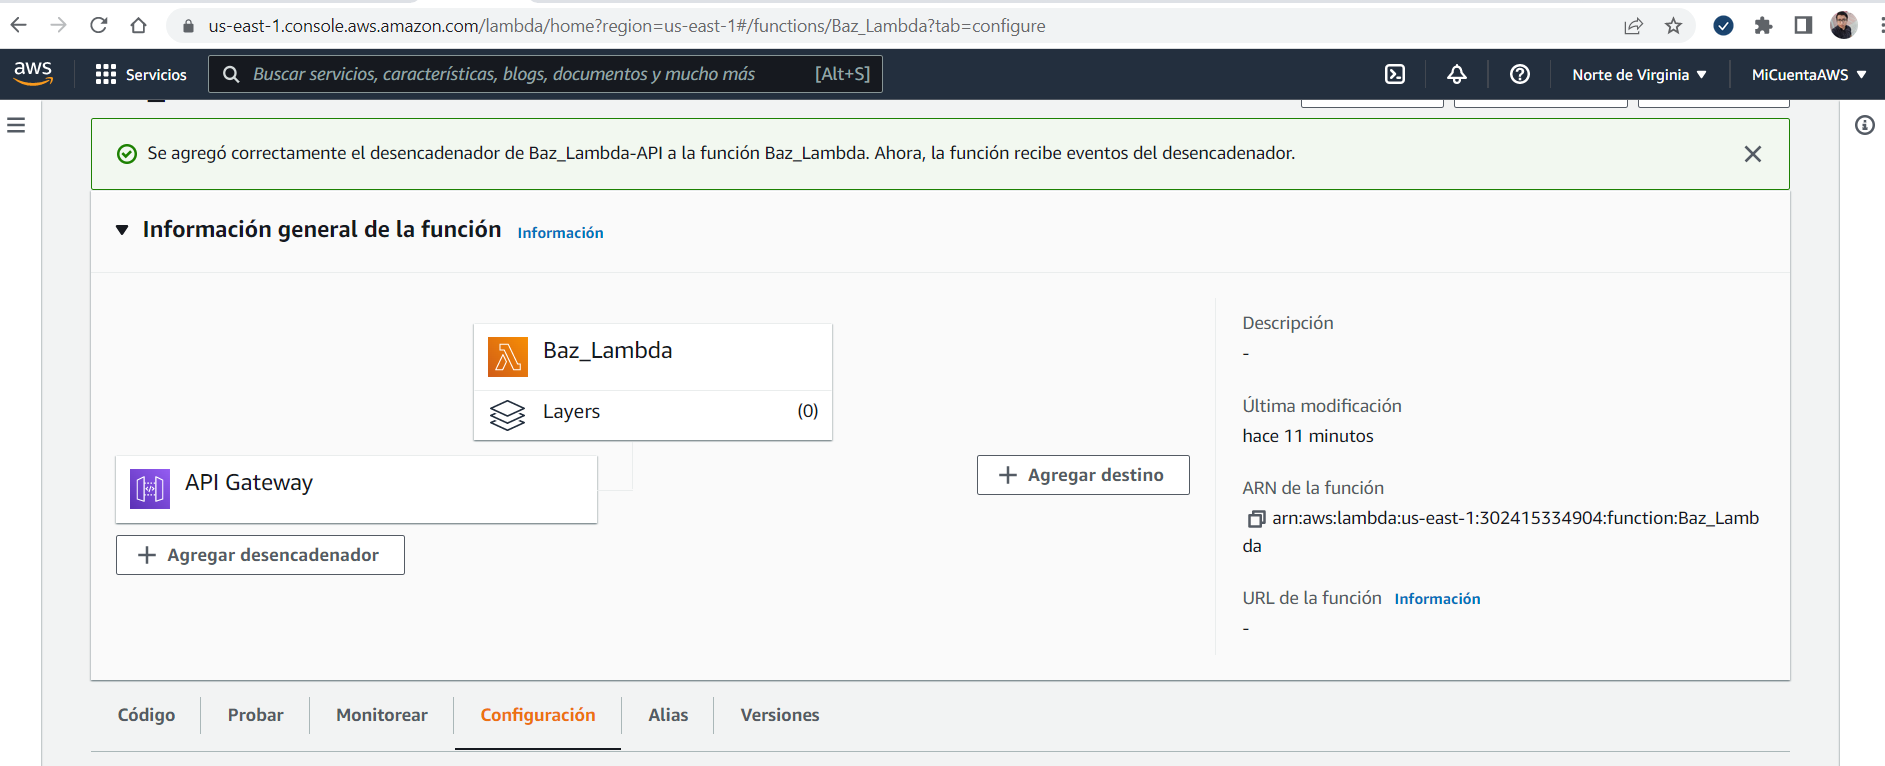 us-east-1.console.aws.amazon.com/lambda/home?region=us-east-1#/functions/Baz_Lambda?tab=configure
aws
Servicios
Buscar servicios, características, blogs, documentos y mucho más
[Alt+S]
Norte de Virginia
MiCuentaAWS
Se agregó correctamente el desencadenador de Baz_Lambda-API a la función Baz_Lambda. Ahora, la función recibe eventos del desencadenador.
Información general de la función
Información
Baz_Lambda
Layers
(0)
API Gateway
Agregar desencadenador
Agregar destino
Descripción
-
Última modificación
hace 11 minutos
ARN de la función
arn:aws:lambda:us-east-1:302415334904:function:Baz_Lamb
da
URL de la función
Información
-
Código
Probar
Monitorear
Configuración
Alias
Versiones